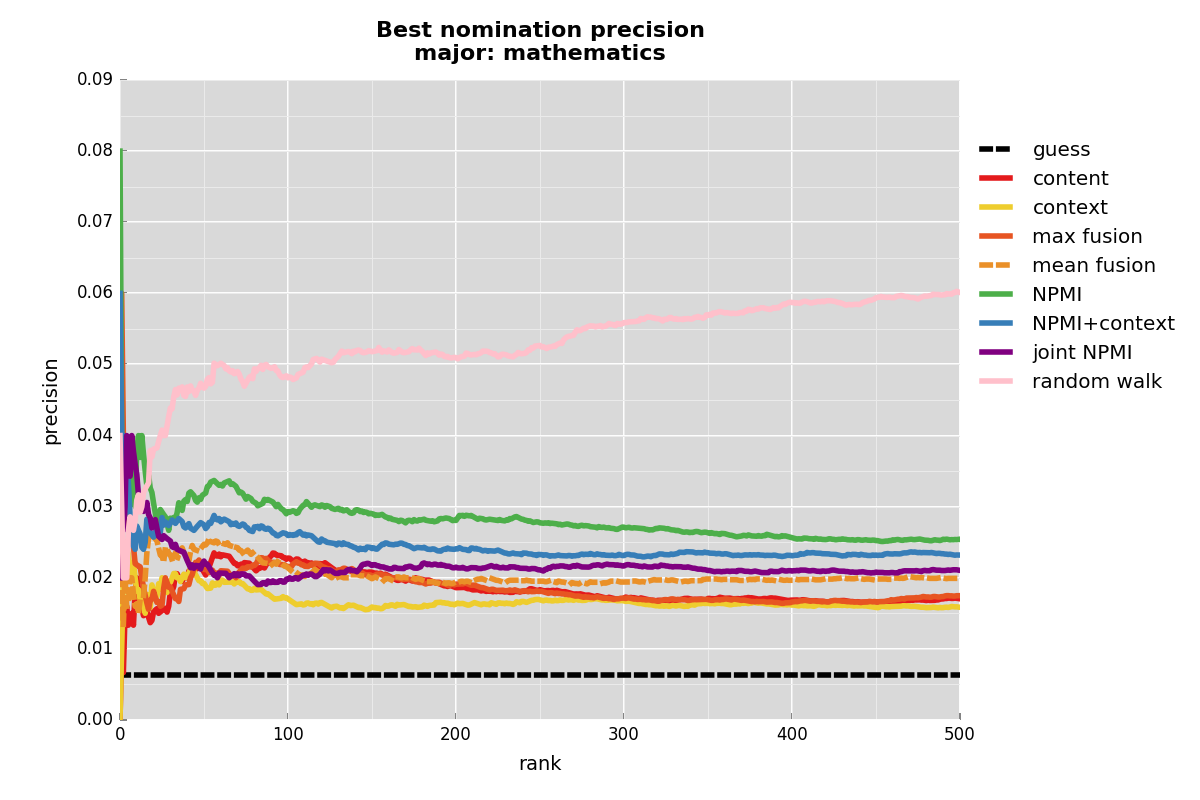 Best nomination precision
major: mathematics
0.09
0.08
0.07
0.06
0.05
0.04
0.03
0.02
0.01
0.00
precision
0 100 200 300 400 500
rank
guess
content
context
max fusion
mean fusion
NPMI
NPMI+context
joint NPMI
random walk